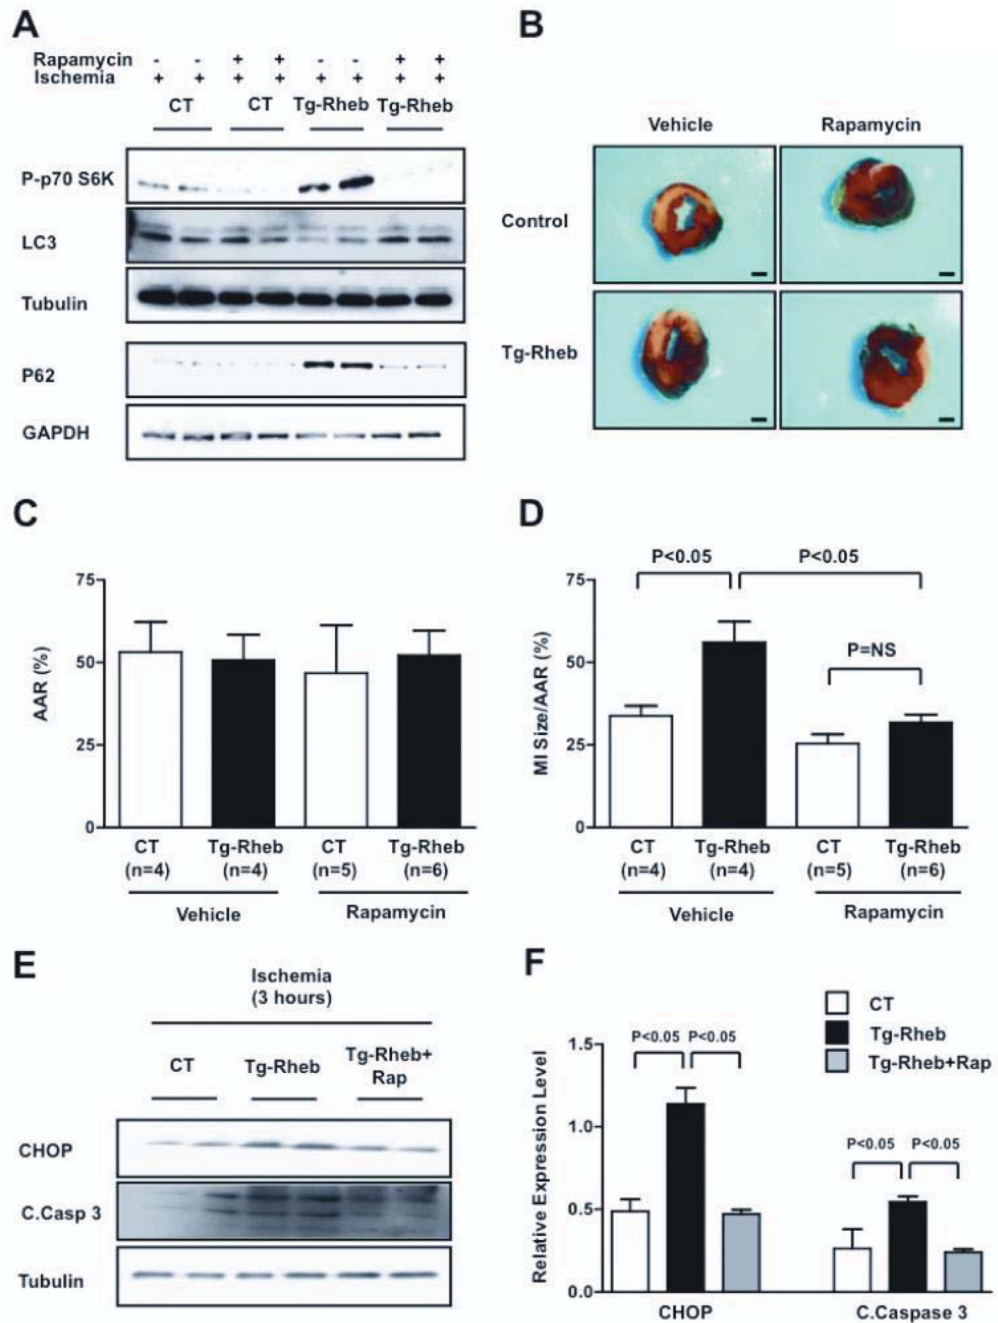 A
Rapamycin - - + + - - + +
Ischemia + + + + + + + +
CT CT Tg-Rheb Tg-Rheb
P-p70 S6K
LC3
Tubulin
P62
GAPDH
B
Vehicle Rapamycin
Control
Tg-Rheb
C
75
50
25
0
AAR (%)
CT Tg-Rheb CT Tg-Rheb
(n=4) (n=4) (n=5) (n=6)
Vehicle Rapamycin
D
P<0.05 P<0.05
P=NS
75
50
25
0
MI Size/AAR (%)
CT Tg-Rheb CT Tg-Rheb
(n=4) (n=4) (n=5) (n=6)
Vehicle Rapamycin
E
Ischemia
(3 hours)
CT Tg-Rheb Tg-Rheb+
Rap
CHOP
C.Casp 3
Tubulin
F
CT
Tg-Rheb
Tg-Rheb+Rap
P<0.05 P<0.05
P<0.05 P<0.05
1.5
1.0
0.5
0.0
Relative Expression Level
CHOP C.Caspase 3